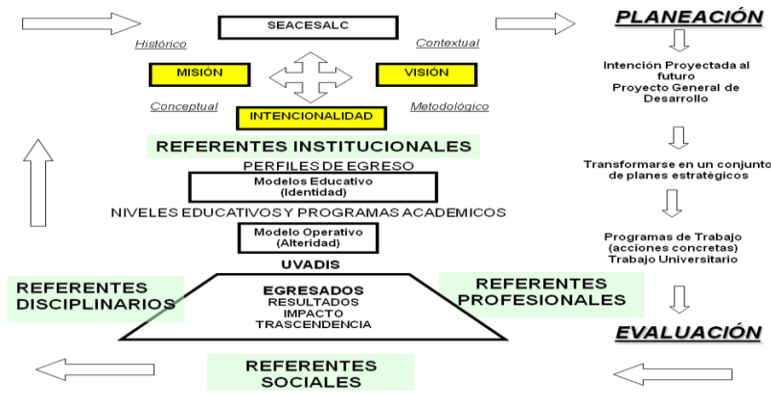 SEACESALC
Histórico
Contextual
MISIÓN
VISIÓN
Conceptual
Metodológico
INTENCIONALIDAD
REFERENTES INSTITUCIONALES
PERFILES DE EGRESO
Modelos Educativo
(Identidad)
NIVELES EDUCATIVOS Y PROGRAMAS ACADEMICOS
Modelo Operativo
(Alteridad)
UVADIS
REFERENTES
DISCIPLINARIOS
EGRESADOS
RESULTADOS
IMPACTO
TRASCENDENCIA
REFERENTES
PROFESIONALES
REFERENTES
SOCIALES
PLANEACIÓN
Intención Proyectada al
futuro
Proyecto General de
Desarrollo
Transformarse en un conjunto
de planes estratégicos
Programas de Trabajo
(acciones concretas)
Trabajo Universitario
EVALUACIÓN